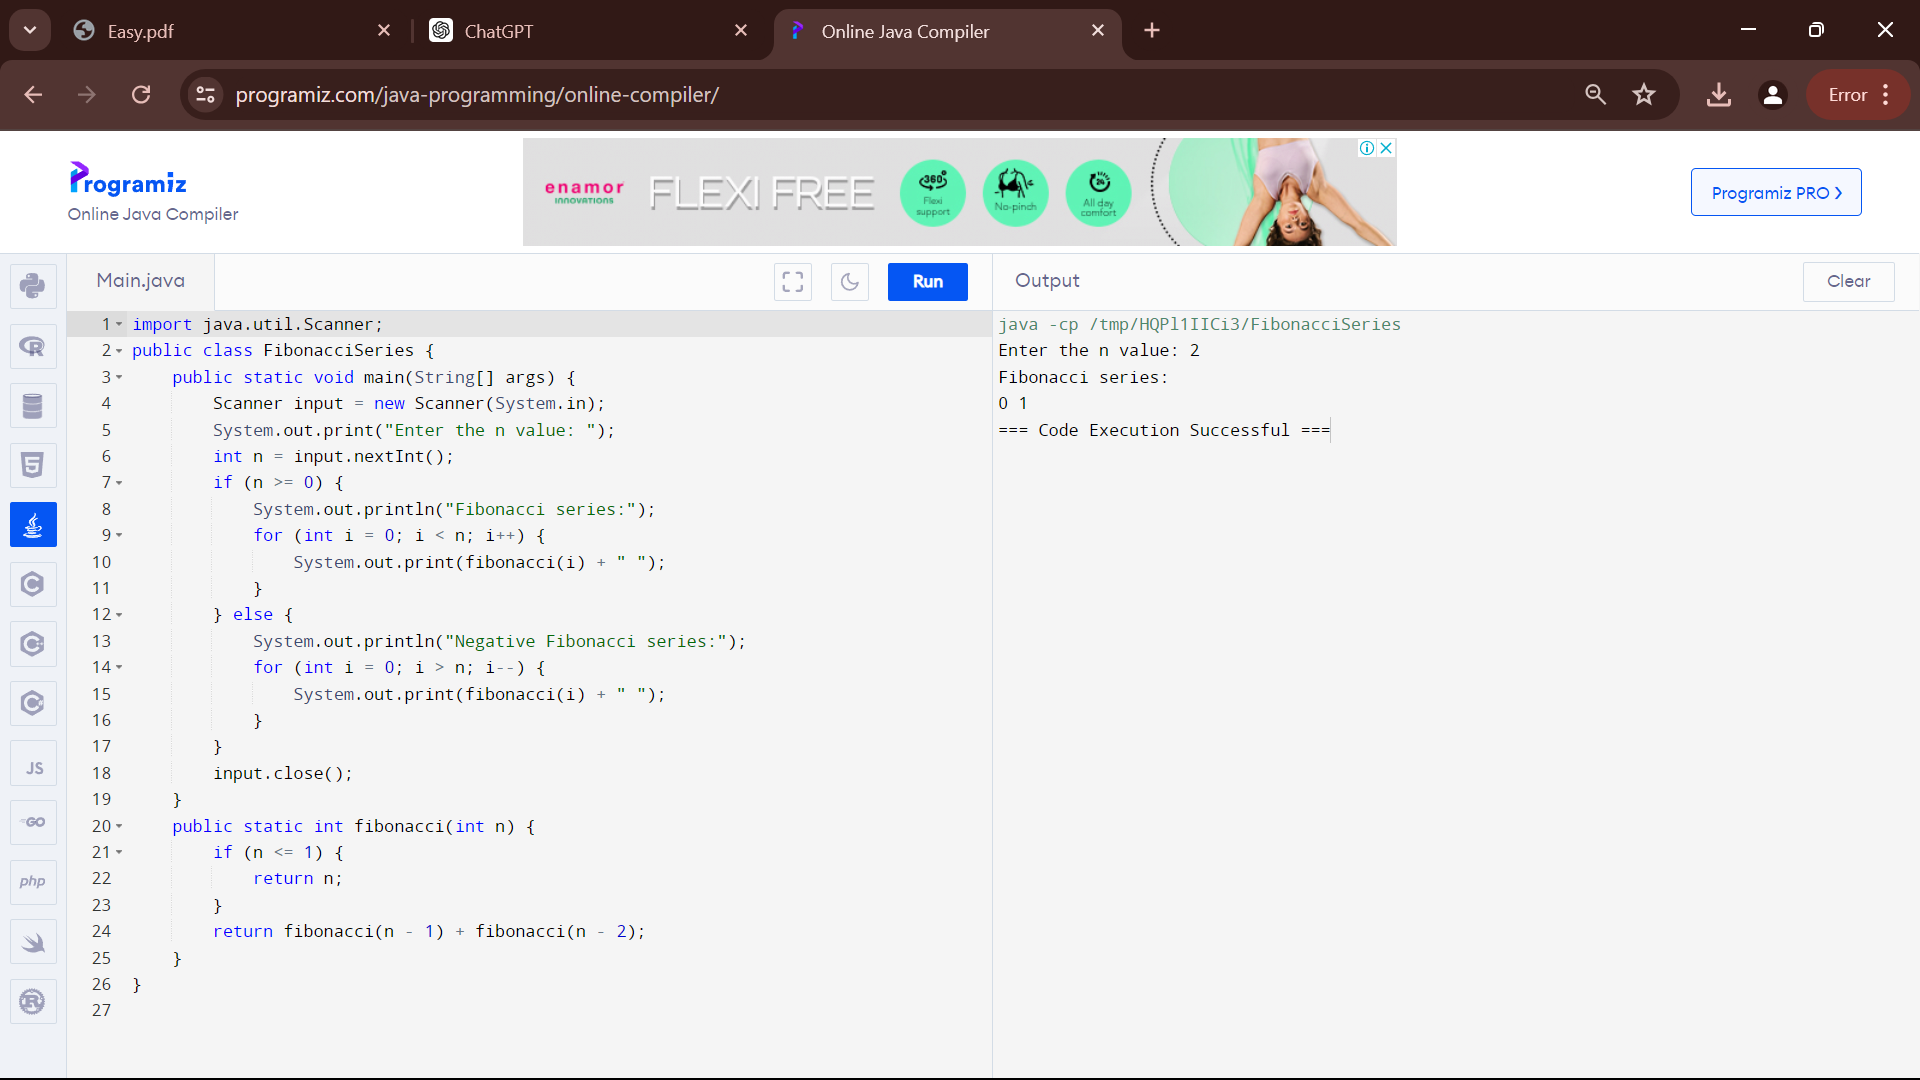 Easy.pdf
ChatGPT
Online Java Compiler
programiz.com/java-programming/online-compiler/
Error
Programiz
Online Java Compiler
enamor
INNOVATIONS
FLEXI FREE
360°
Flexi
support
No-pinch
24
All day
comfort
Programiz PRO
Main.java
Run
Output
Clear
1 import java.util.Scanner;
2 public class FibonacciSeries {
3 public static void main(String[] args) {
4 Scanner input = new Scanner(System.in);
5 System.out.print("Enter the n value: ");
6 int n = input.nextInt();
7 if (n >= 0) {
8 System.out.println("Fibonacci series:");
9 for (int i = 0; i < n; i++) {
10 System.out.print(fibonacci(i) + " ");
11 }
12 } else {
13 System.out.println("Negative Fibonacci series:");
14 for (int i = 0; i > n; i--) {
15 System.out.print(fibonacci(i) + " ");
16 }
17 }
18 input.close();
19 }
20 public static int fibonacci(int n) {
21 if (n <= 1) {
22 return n;
23 }
24 return fibonacci(n - 1) + fibonacci(n - 2);
25 }
26 }
27
java -cp /tmp/HQPl1IICi3/FibonacciSeries
Enter the n value: 2
Fibonacci series:
0 1
=== Code Execution Successful ===
R
5
C
C
C
JS
GO
php
R